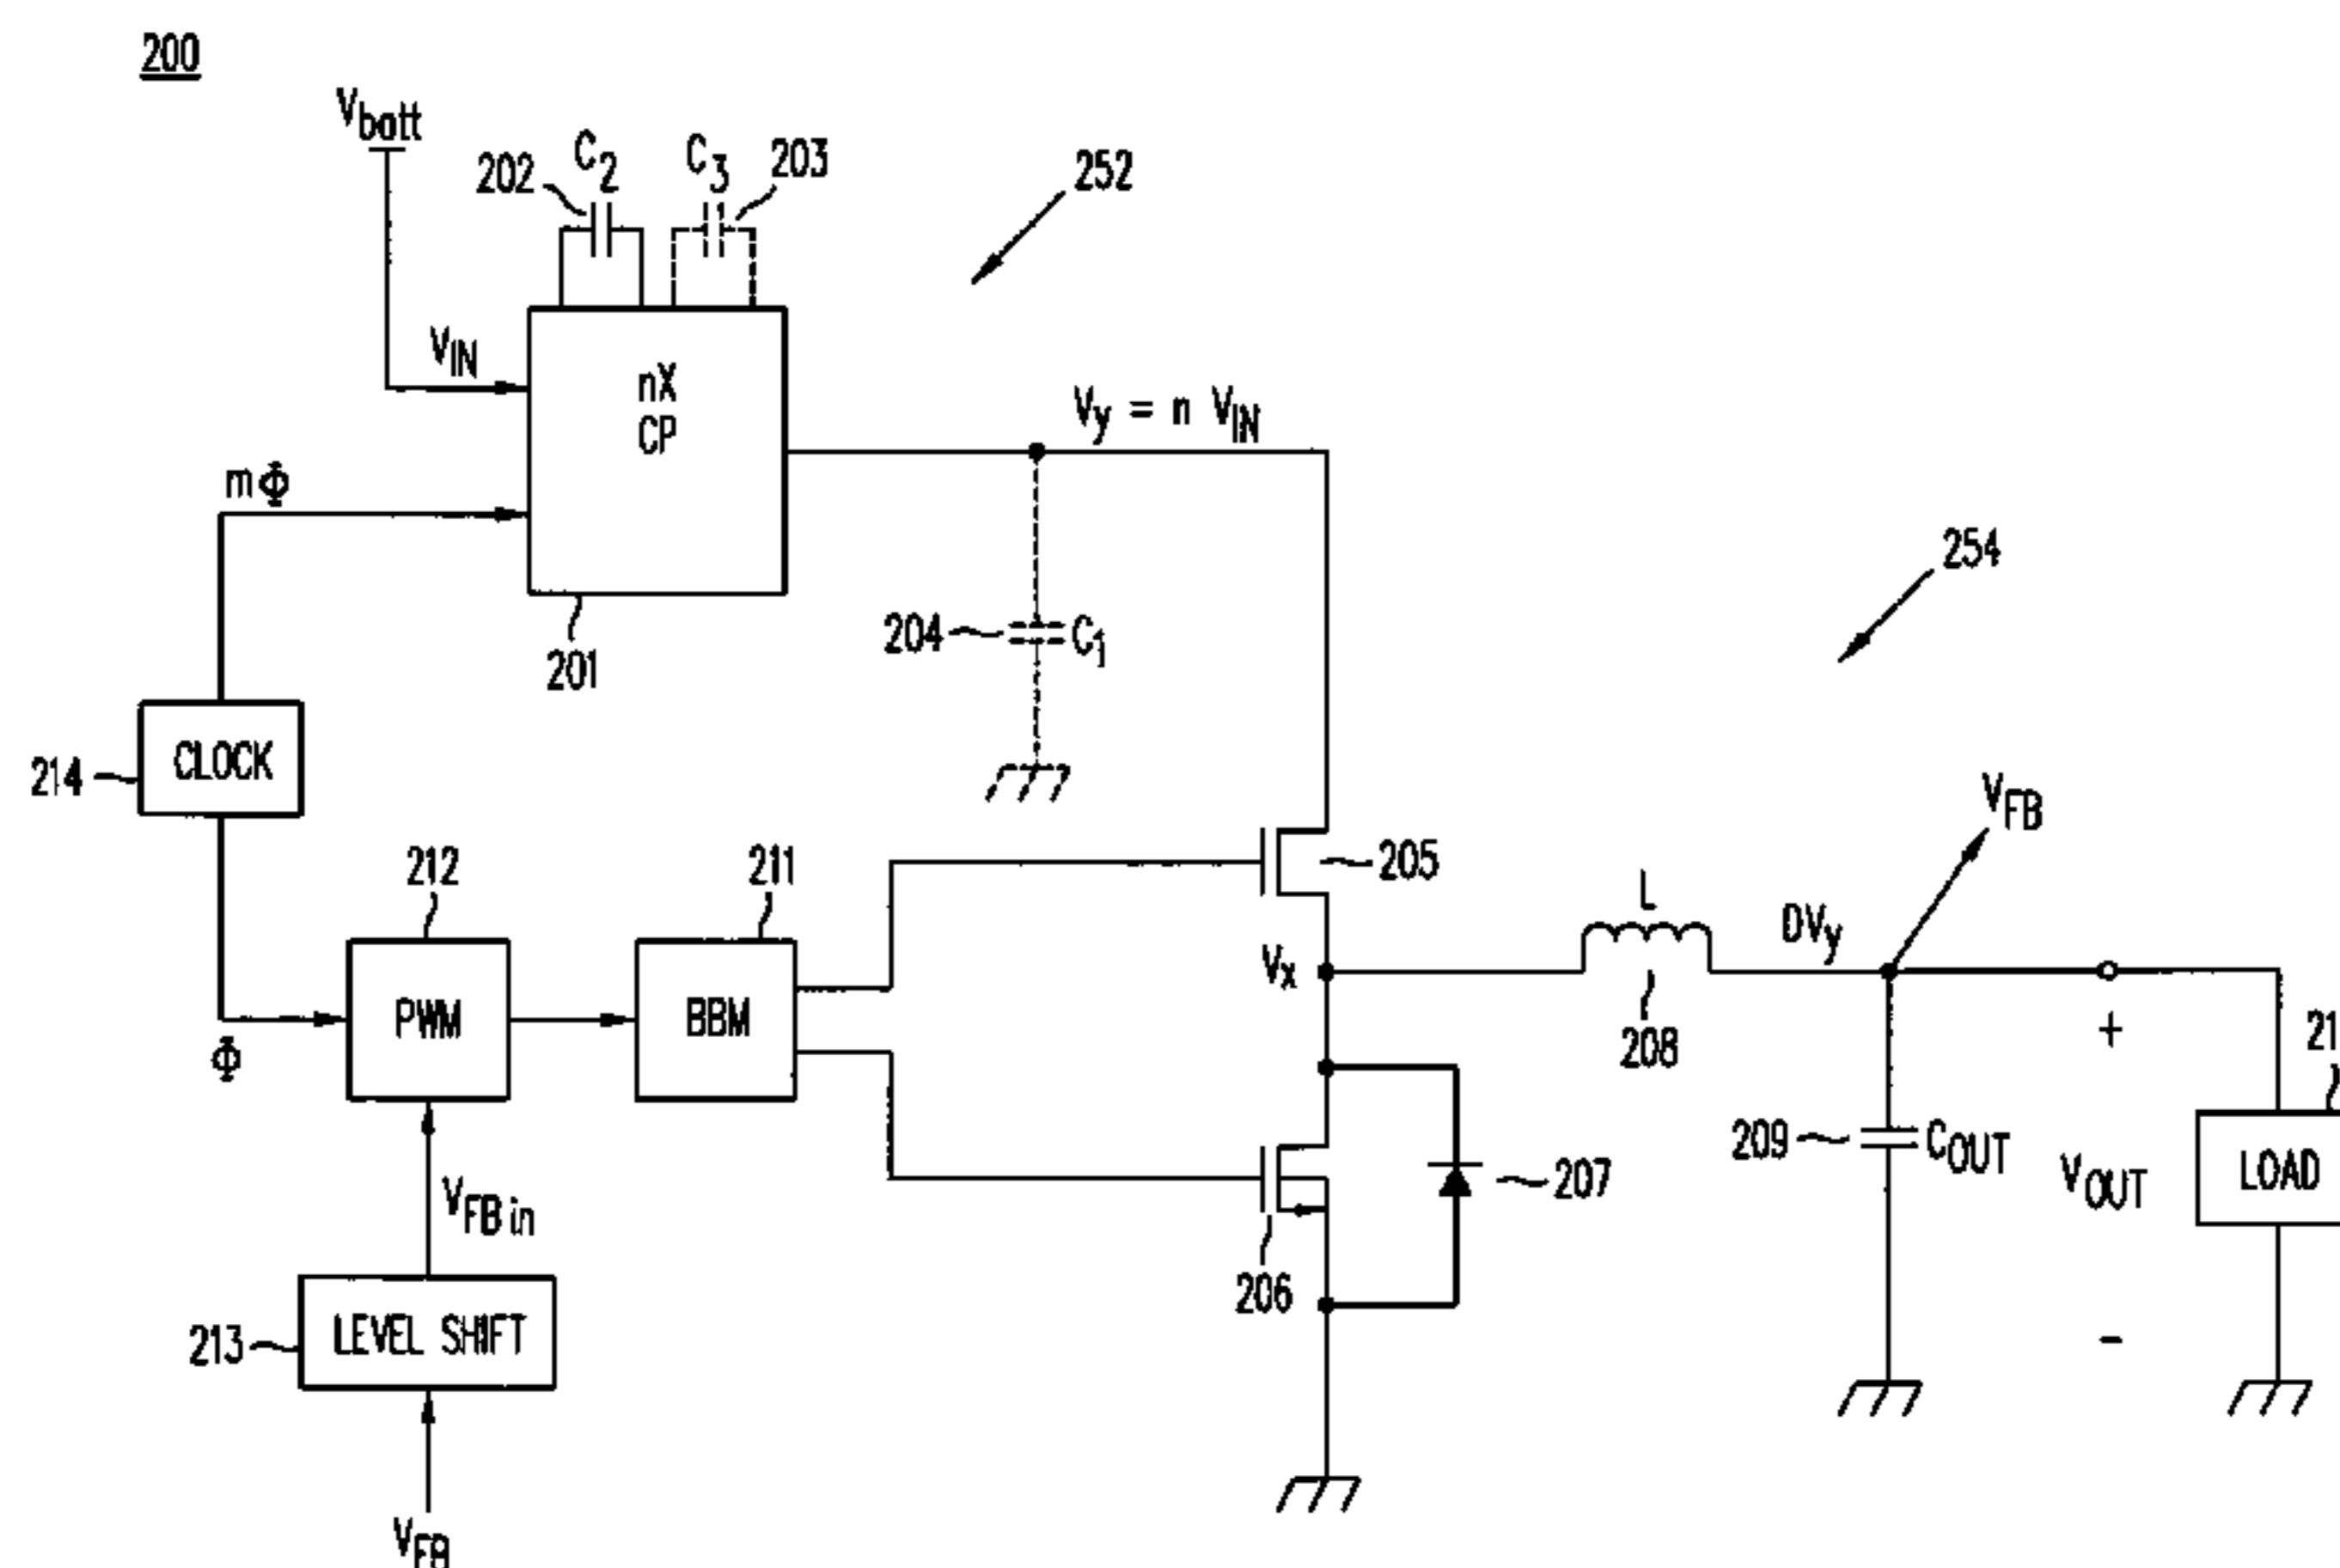 200
Vbatt
202
C2
C3
203
252
VIN
nX
CP
Vy = n VIN
mΦ
201
204
C1
254
CLOCK
214
VFB
212
211
205
L
DVy
Vx
PWM
BBM
208
Φ
+
21
209
COUT
VOUT
LOAD
207
VFBin
206
213
LEVEL SHIFT
-
VFB